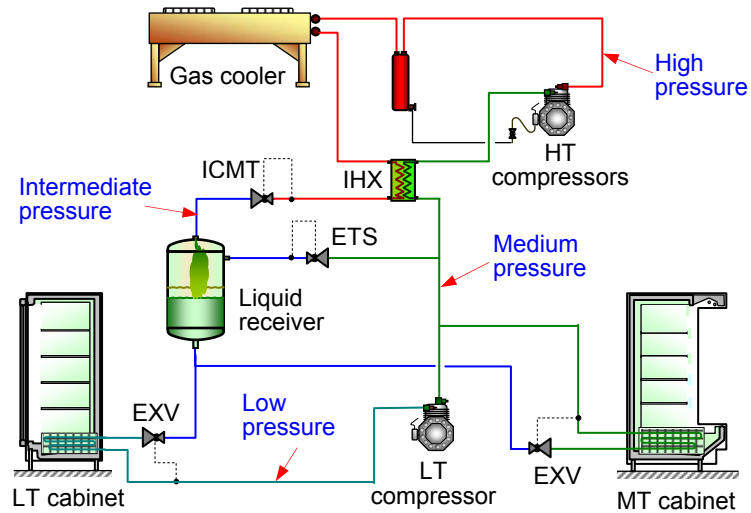 Gas cooler
High
pressure
HT
compressors
ICMT
IHX
Intermediate
pressure
ETS
Medium
pressure
Liquid
receiver
EXV
Low
pressure
LT cabinet
LT
compressor
EXV
MT cabinet